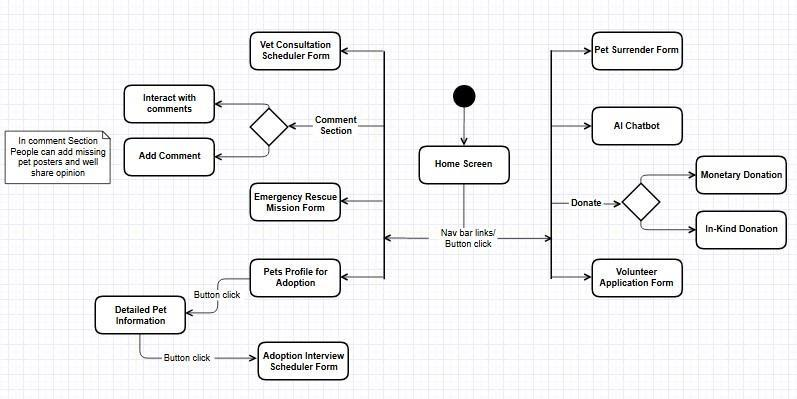 Vet Consultation
Scheduler Form
Pet Surrender Form
Interact with
comments
Comment
Section
AI Chatbot
In comment Section
People can add missing
pet posters and well
share opinion
Add Comment
Home Screen
Monetary Donation
Emergency Rescue
Mission Form
Donate
In-Kind Donation
Nav bar links/
Button click
Pets Profile for
Adoption
Volunteer
Application Form
Button click
Detailed Pet
Information
Button click
Adoption Interview
Scheduler Form